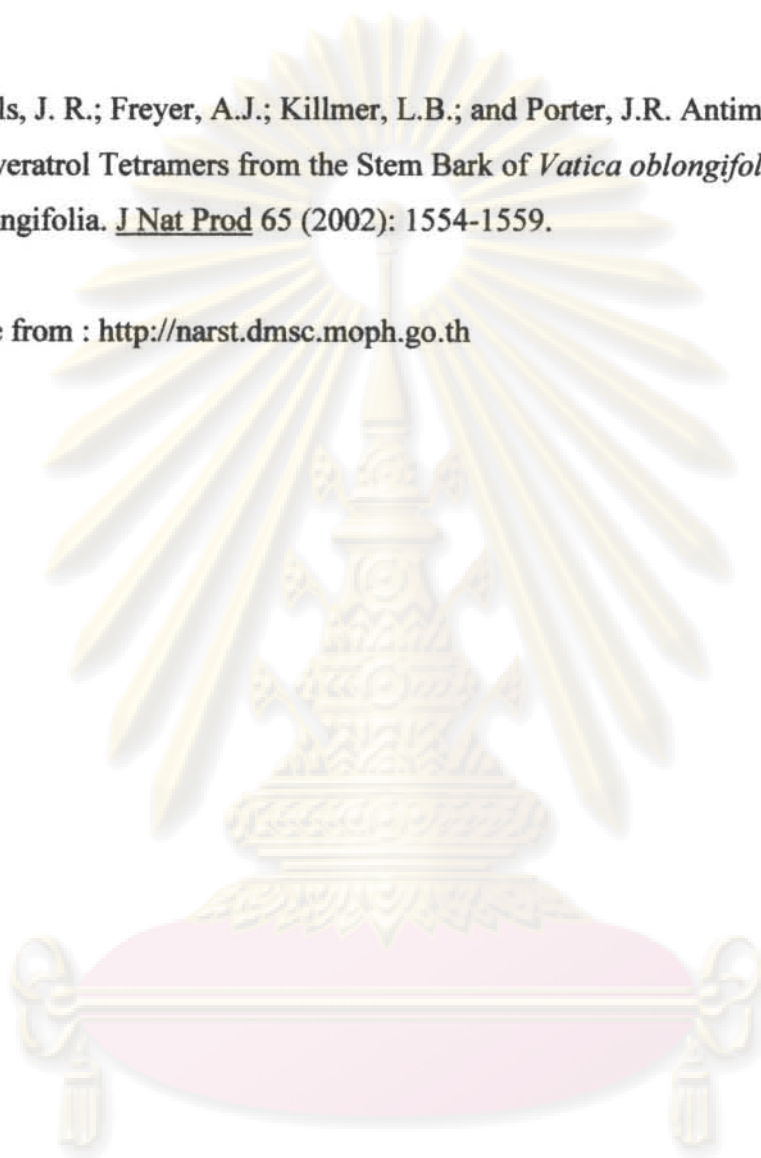 ls, J. R.; Freyer, A.J.; Killmer, L.B.; and Porter, J.R. Antim
veratrol Tetramers from the Stem Bark of Vatica oblongifol
ngifolia. J Nat Prod 65 (2002): 1554-1559.
e from : http://narst.dmsc.moph.go.th